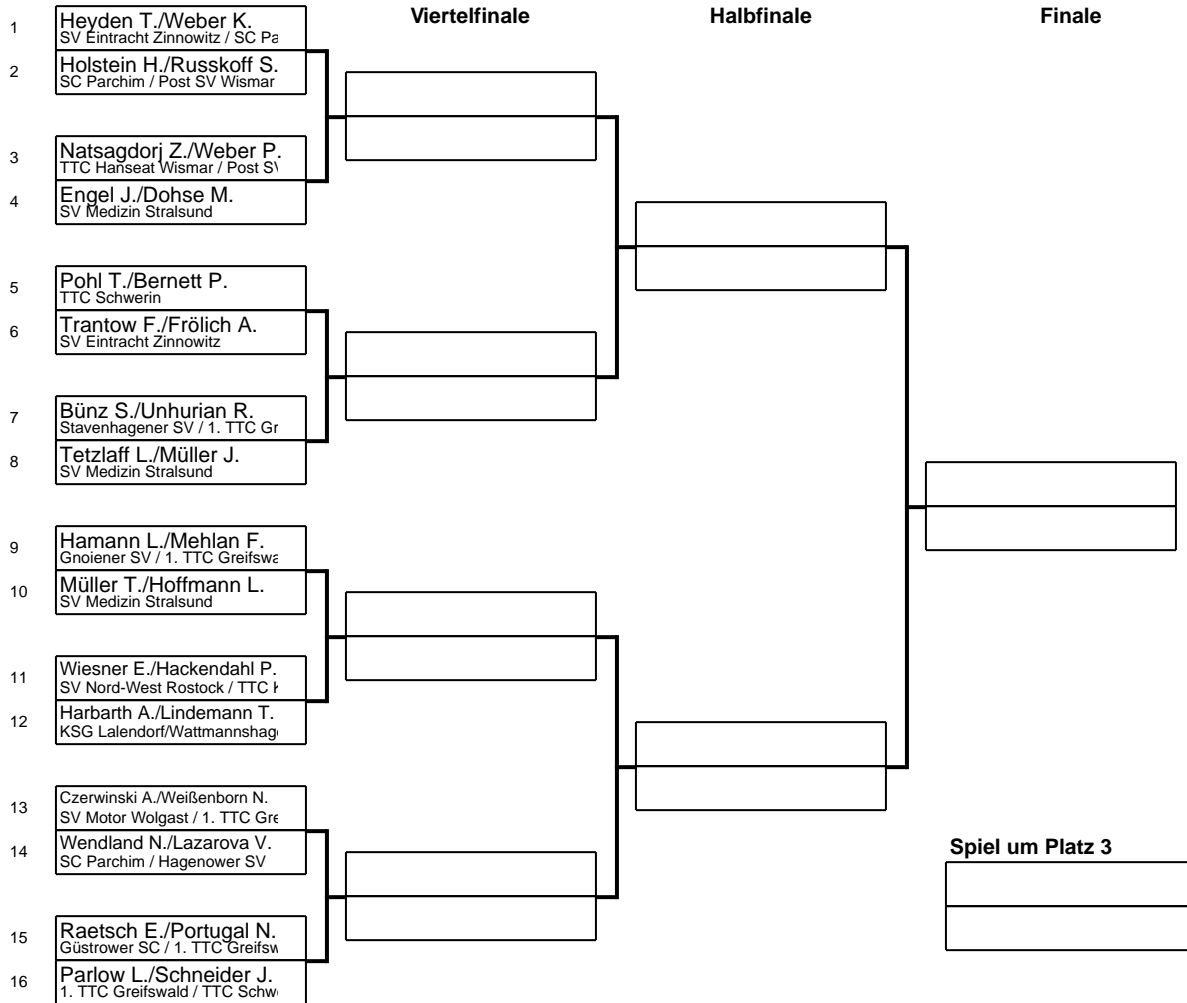 Viertelfinale
Halbfinale
Finale
1
Heyden T./Weber K.
SV Eintracht Zinnowitz / SC Pa
2
Holstein H./Russkoff S.
SC Parchim / Post SV Wismar
3
Natsagdorj Z./Weber P.
TTC Hanseat Wismar / Post SV
4
Engel J./Dohse M.
SV Medizin Stralsund
5
Pohl T./Bernett P.
TTC Schwerin
6
Trantow F./Frölich A.
SV Eintracht Zinnowitz
7
Bünz S./Unhurian R.
Stavenhagener SV / 1. TTC Gr
8
Tetzlaff L./Müller J.
SV Medizin Stralsund
9
Hamann L./Mehlan F.
Gnoiener SV / 1. TTC Greifswa
10
Müller T./Hoffmann L.
SV Medizin Stralsund
11
Wiesner E./Hackendahl P.
SV Nord-West Rostock / TTC
12
Harbarth A./Lindemann T.
KSG Lalendorf/Wattmannshag
13
Czerwinski A./Weißenborn N.
SV Motor Wolgast / 1. TTC Gre
14
Wendland N./Lazarova V.
SC Parchim / Hagenower SV
Spiel um Platz 3
15
Raetsch E./Portugal N.
Güstrower SC / 1. TTC Greifsw
16
Parlow L./Schneider J.
1. TTC Greifswald / TTC Schw